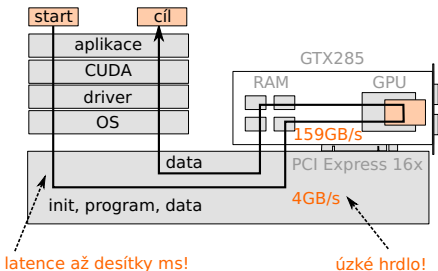 start
cíl
aplikace
CUDA
driver
OS
GTX285
RAM
GPU
159GB/s
data
PCI Express 16x
init, program, data
4GB/s
latence až desítky ms!
úzké hrdlo!